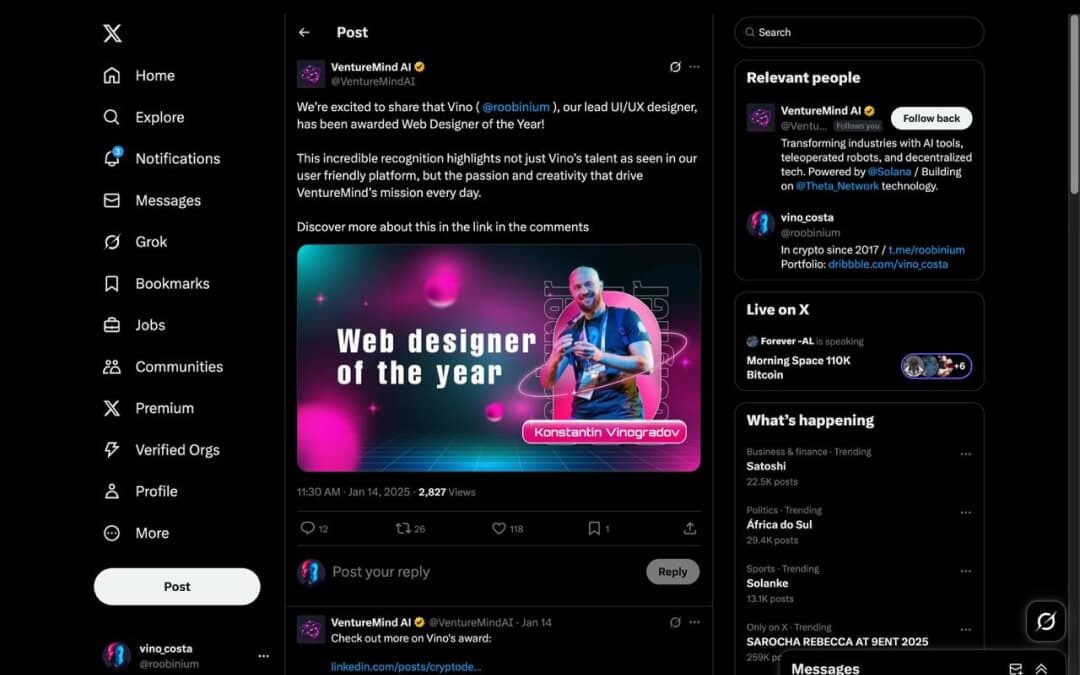 Home
Explore
3
Notifications
Messages
Grok
Bookmarks
Jobs
Communities
Premium
Verified Orgs
Profile
More
Post
vino_costa
@roobinium
Post
VentureMind AI
@VentureMindAI
We're excited to share that Vino ( @roobinium ), our lead UI/UX designer,
has been awarded Web Designer of the Year!
This incredible recognition highlights not just Vino's talent as seen in our
user friendly platform, but the passion and creativity that drive
VentureMind's mission every day.
Discover more about this in the link in the comments
Web designer
of the year
Konstantin Vinogradov
11:30 AM · Jan 14, 2025 · 2,827 Views
12
26
118
1
Post your reply
Reply
VentureMind AI @VentureMindAI · Jan 14
Check out more on Vino's award:
linkedin.com/posts/cryptode...
Search
Relevant people
VentureMind AI
@Ventu... Follows you
Follow back
Transforming industries with AI tools,
teleoperated robots, and decentralized
tech. Powered by @Solana / Building
on @Theta_Network technology.
vino_costa
@roobinium
In crypto since 2017 / t.me/roobinium
Portfolio: dribbble.com/vino_costa
Live on X
Forever -AL is speaking
Morning Space 110K
Bitcoin
+6
What's happening
Business & finance · Trending
Satoshi
22.5K posts
Politics · Trending
África do Sul
29.4K posts
Sports · Trending
Solanke
13.1K posts
Only on X · Trending
SAROCHA REBECCA AT 9ENT 2025
259K
Messages